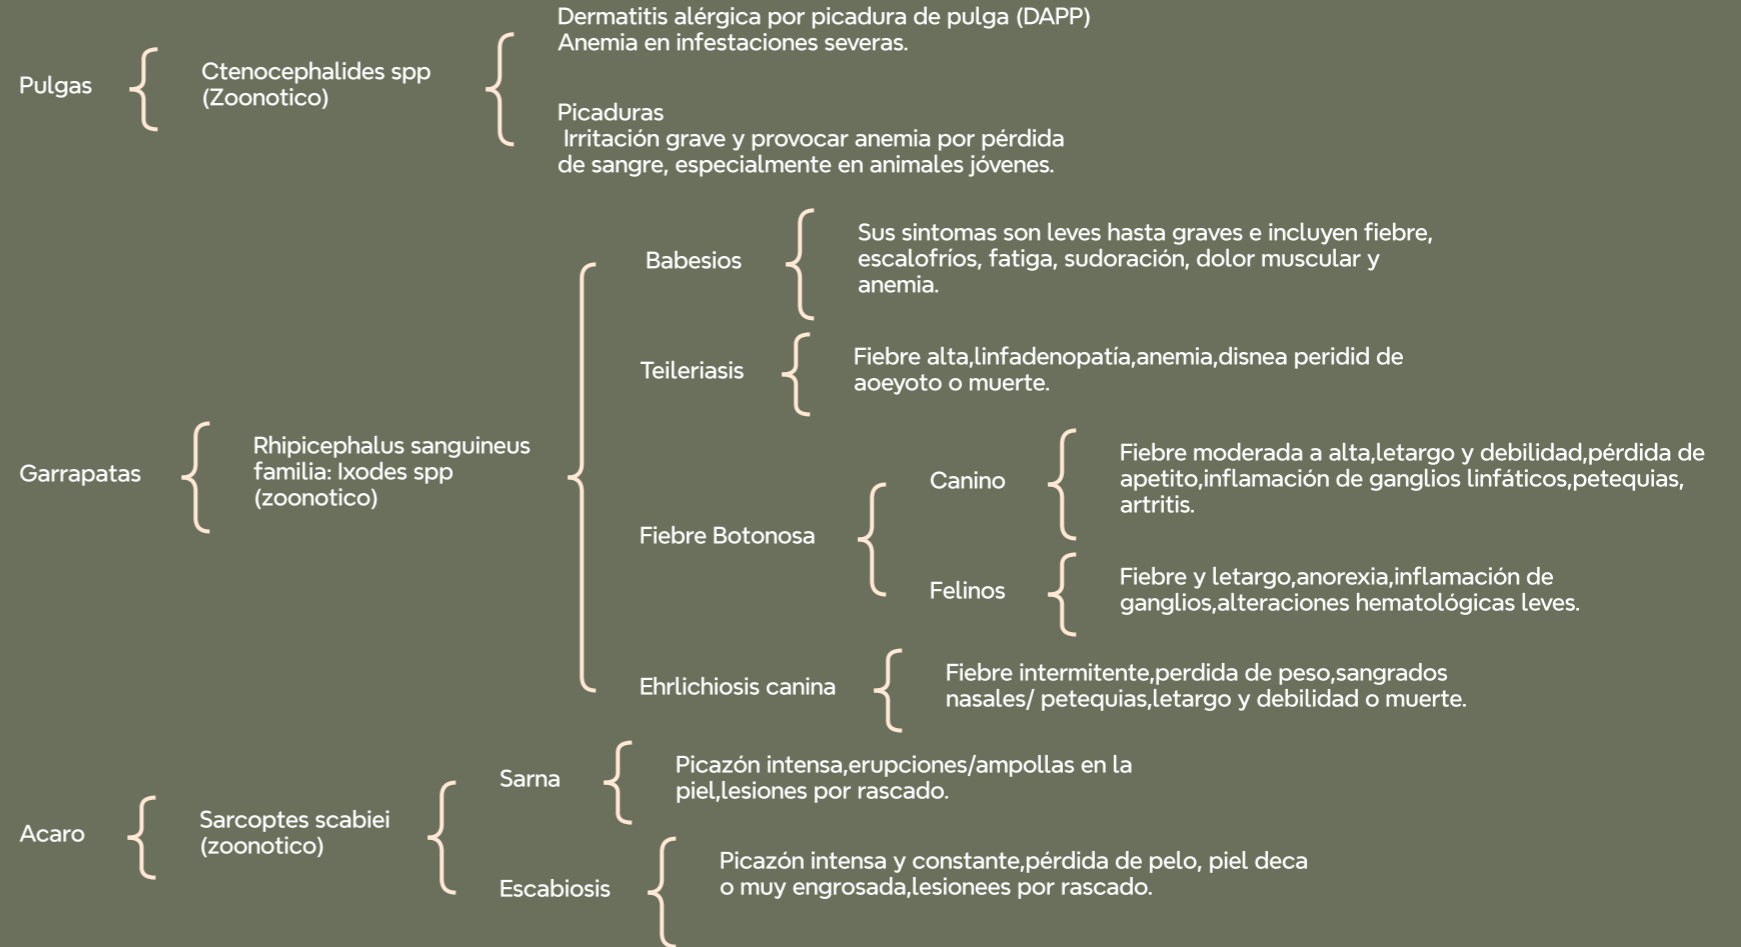 Pulgas
Ctenocephalides spp
(Zoonotico)
Dermatitis alérgica por picadura de pulga (DAPP)
Anemia en infestaciones severas.
Picaduras
Irritación grave y provocar anemia por pérdida
de sangre, especialmente en animales jóvenes.
Garrapatas
Rhipicephalus sanguineus
familia: Ixodes spp
(zoonotico)
Babesios
Sus sintomas son leves hasta graves e incluyen fiebre,
escalofríos, fatiga, sudoración, dolor muscular y
anemia.
Teileriasis
Fiebre alta,linfadenopatía,anemia,disnea peridid de
aoeyoto o muerte.
Fiebre Botonosa
Canino
Fiebre moderada a alta,letargo y debilidad,pérdida de
apetito,inflamación de ganglios linfáticos,petequias,
artritis.
Felinos
Fiebre y letargo,anorexia,inflamación de
ganglios,alteraciones hematológicas leves.
Ehrlichiosis canina
Fiebre intermitente,perdida de peso,sangrados
nasales/ petequias,letargo y debilidad o muerte.
Acaro
Sarcoptes scabiei
(zoonotico)
Sarna
Picazón intensa,erupciones/ampollas en la
piel,lesiones por rascado.
Escabiosis
Picazón intensa y constante,pérdida de pelo, piel deca
o muy engrosada,lesionees por rascado.